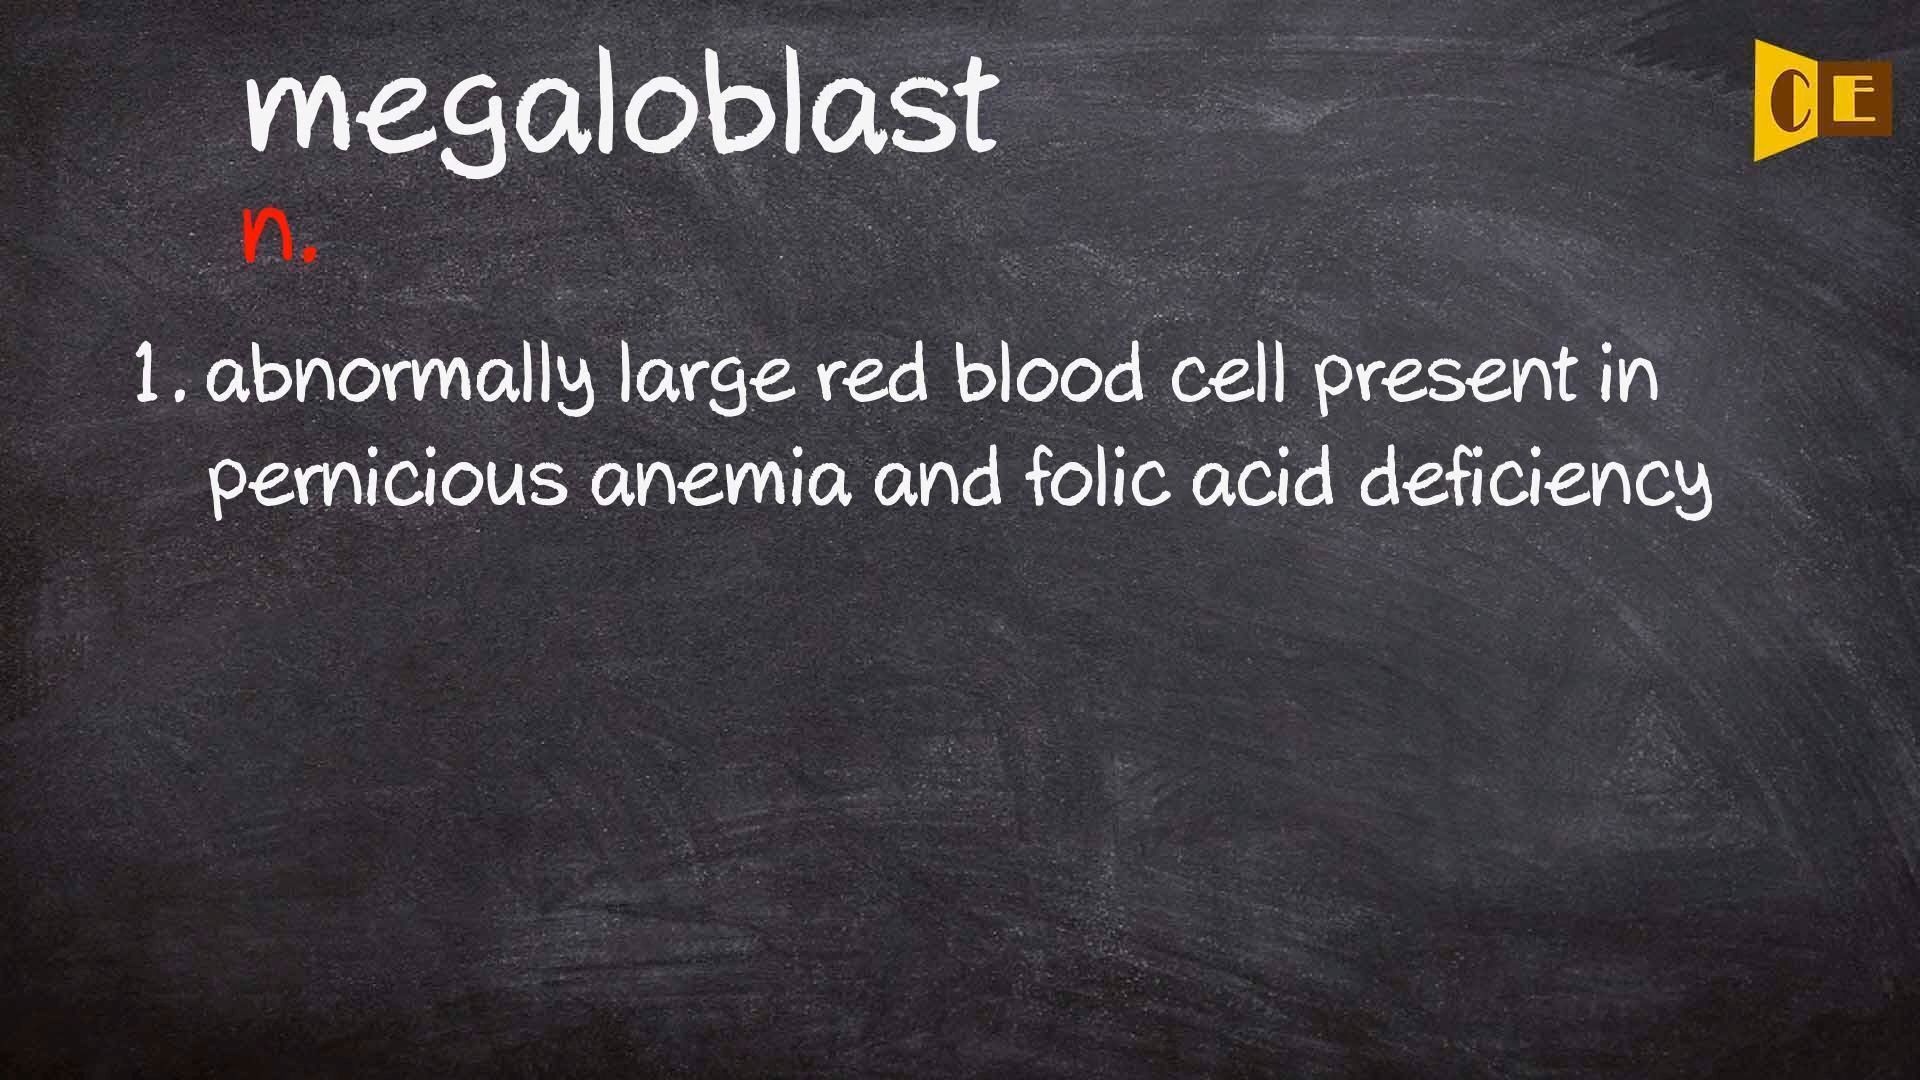 megaloblast
CE
n.
1. abnormally large red blood cell present in
pernicious anemia and folic acid deficiency